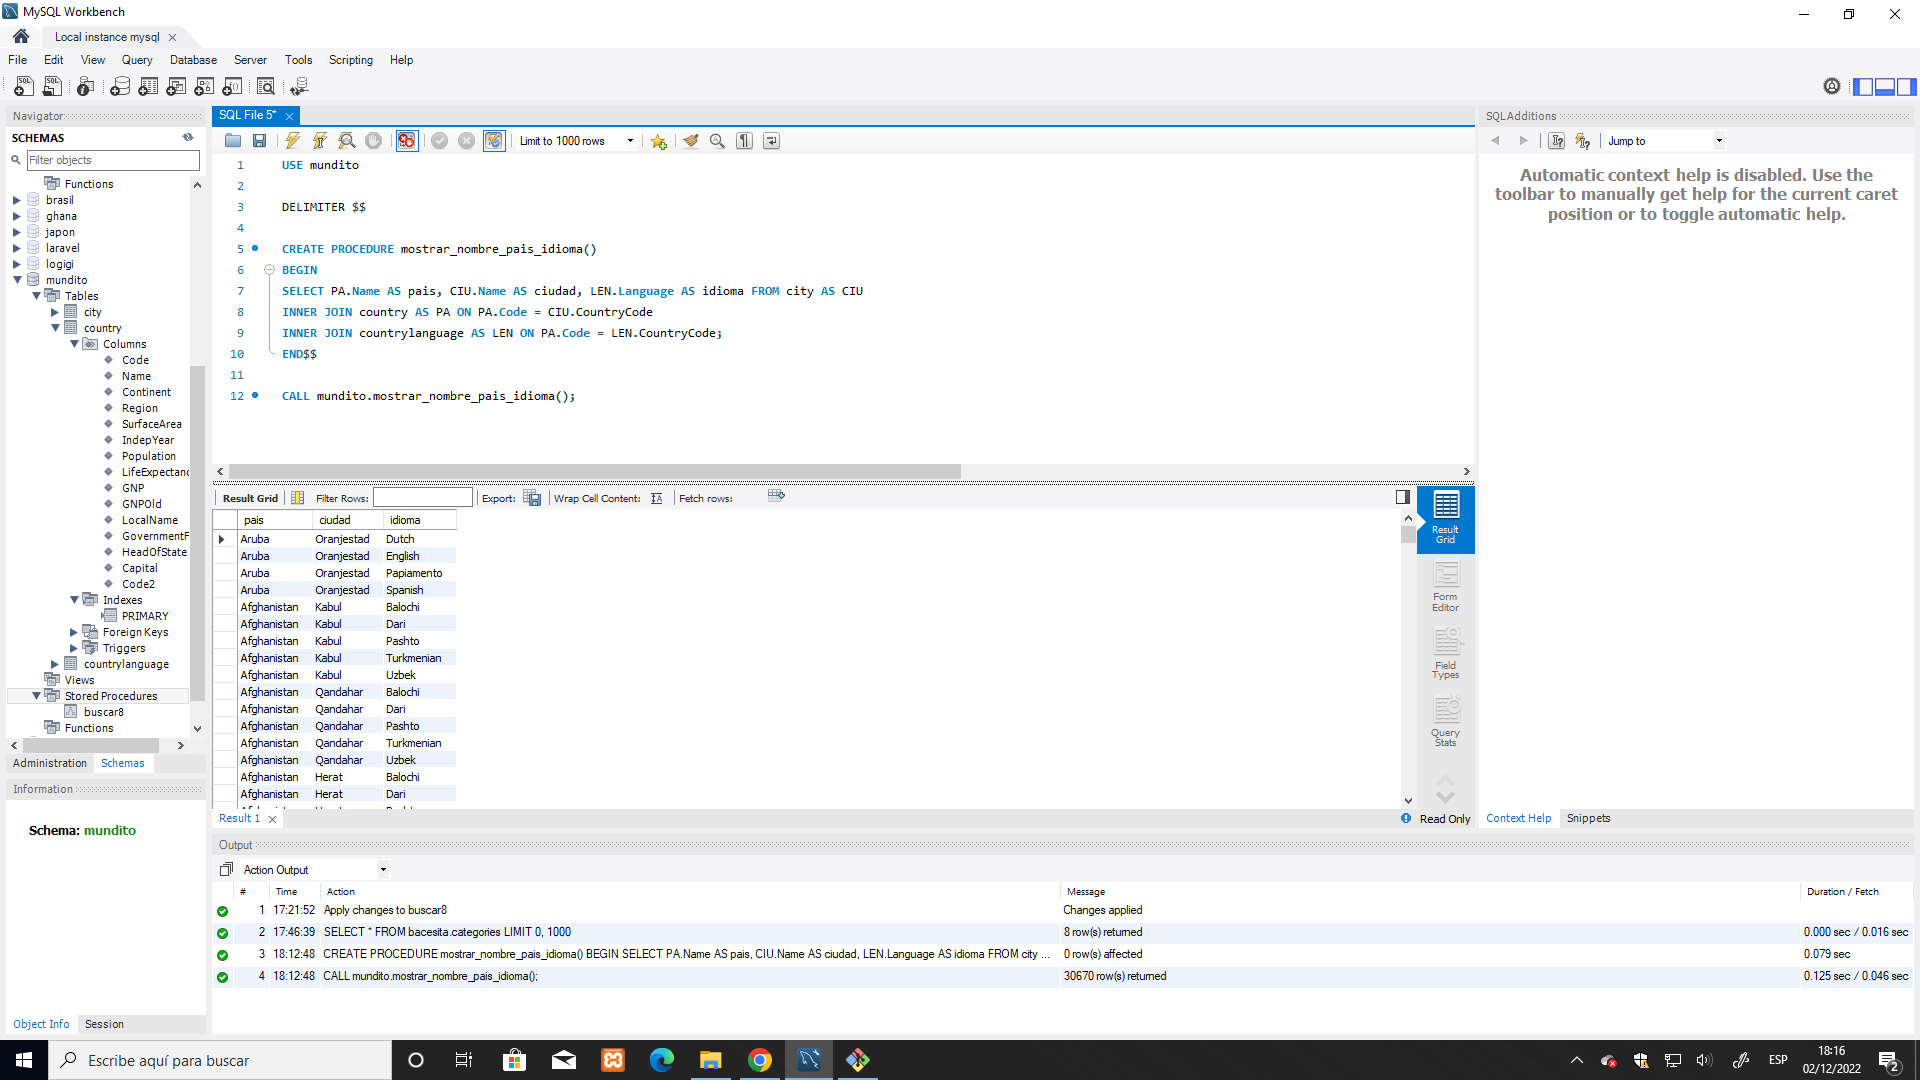 MySQL Workbench
Local instance mysql
File Edit View Query Database Server Tools Scripting Help
Navigator
SCHEMAS
Filter objects
Functions
brasil
ghana
japon
laravel
logigi
mundito
Tables
city
country
Columns
Code
Name
Continent
Region
SurfaceArea
IndepYear
Population
LifeExpectanc
GNP
GNPOld
LocalName
GovernmentF
HeadOfState
Capital
Code2
Indexes
PRIMARY
Foreign Keys
Triggers
countrylanguage
Views
Stored Procedures
buscar8
Functions
Administration Schemas
Information
Schema: mundito
Object Info Session
SQL File 5*
Limit to 1000 rows
1 USE mundito
2
3 DELIMITER $$
4
5 CREATE PROCEDURE mostrar_nombre_pais_idioma()
6 BEGIN
7 SELECT PA.Name AS pais, CIU.Name AS ciudad, LEN.Language AS idioma FROM city AS CIU
8 INNER JOIN country AS PA ON PA.Code = CIU.CountryCode
9 INNER JOIN countrylanguage AS LEN ON PA.Code = LEN.CountryCode;
10 END$$
11
12 CALL mundito.mostrar_nombre_pais_idioma();
Result Grid Filter Rows: Export: Wrap Cell Content: Fetch rows:
pais ciudad idioma
Aruba Oranjestad Dutch
Aruba Oranjestad English
Aruba Oranjestad Papiamento
Aruba Oranjestad Spanish
Afghanistan Kabul Balochi
Afghanistan Kabul Dari
Afghanistan Kabul Pashto
Afghanistan Kabul Turkmenian
Afghanistan Kabul Uzbek
Afghanistan Qandahar Balochi
Afghanistan Qandahar Dari
Afghanistan Qandahar Pashto
Afghanistan Qandahar Turkmenian
Afghanistan Qandahar Uzbek
Afghanistan Herat Balochi
Afghanistan Herat Dari
Result Grid
Form Editor
Field Types
Query Stats
Result 1
Read Only
SQLAdditions
Jump to
Automatic context help is disabled. Use the
toolbar to manually get help for the current caret
position or to toggle automatic help.
Context Help Snippets
Output
Action Output
# Time Action Message Duration / Fetch
1 17:21:52 Apply changes to buscar8 Changes applied
2 17:46:39 SELECT * FROM bacesita.categories LIMIT 0, 1000 8 row(s) returned 0.000 sec / 0.016 sec
3 18:12:48 CREATE PROCEDURE mostrar_nombre_pais_idioma() BEGIN SELECT PA.Name AS pais, CIU.Name AS ciudad, LEN.Language AS idioma FROM city ... 0 row(s) affected 0.079 sec
4 18:12:48 CALL mundito.mostrar_nombre_pais_idioma(); 30670 row(s) returned 0.125 sec / 0.046 sec
Escribe aquí para buscar
ESP
18:16
02/12/2022
2